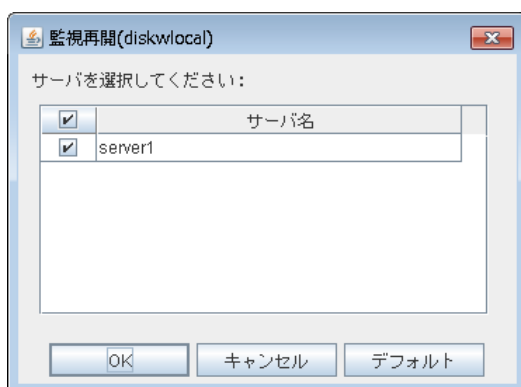 監視再開(diskwlocal)
サーバを選択してください:
サーバ名
server1
OK キャンセル デフォルト